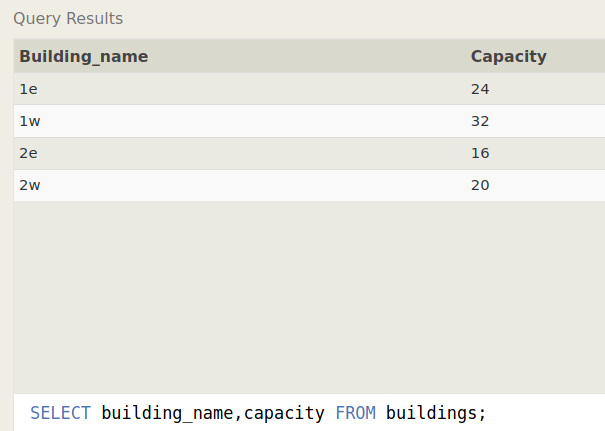 Query Results
Building_name Capacity
1e 24
1w 32
2e 16
2w 20
SELECT building_name,capacity FROM buildings;